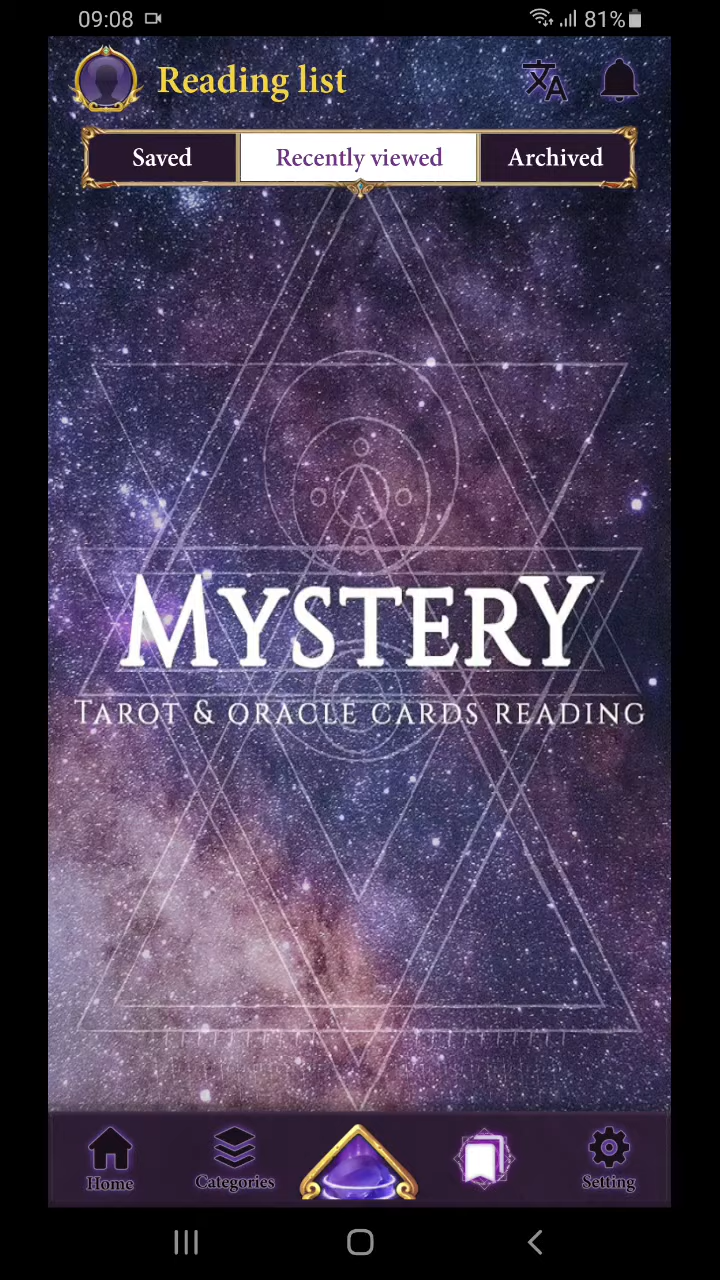 09:08
81%
Reading list
Saved
Recently viewed
Archived
MYSTERY
TAROT & ORACLE CARDS READING
Home
Categories
Setting